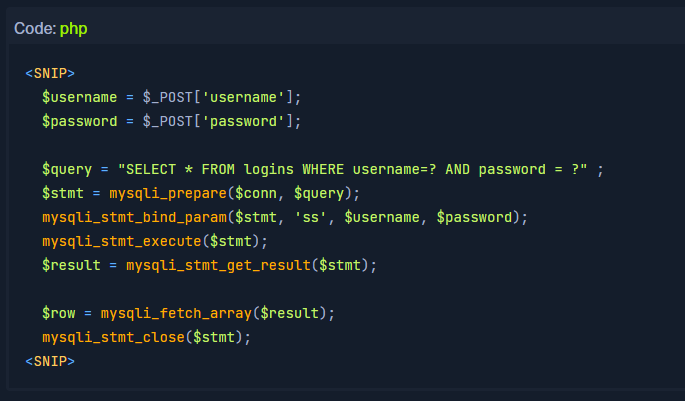 Code: php
<SNIP>
  $username = $_POST['username'];
  $password = $_POST['password'];

  $query = "SELECT * FROM logins WHERE username=? AND password = ?" ;
  $stmt = mysqli_prepare($conn, $query);
  mysqli_stmt_bind_param($stmt, 'ss', $username, $password);
  mysqli_stmt_execute($stmt);
  $result = mysqli_stmt_get_result($stmt);

  $row = mysqli_fetch_array($result);
  mysqli_stmt_close($stmt);
<SNIP>